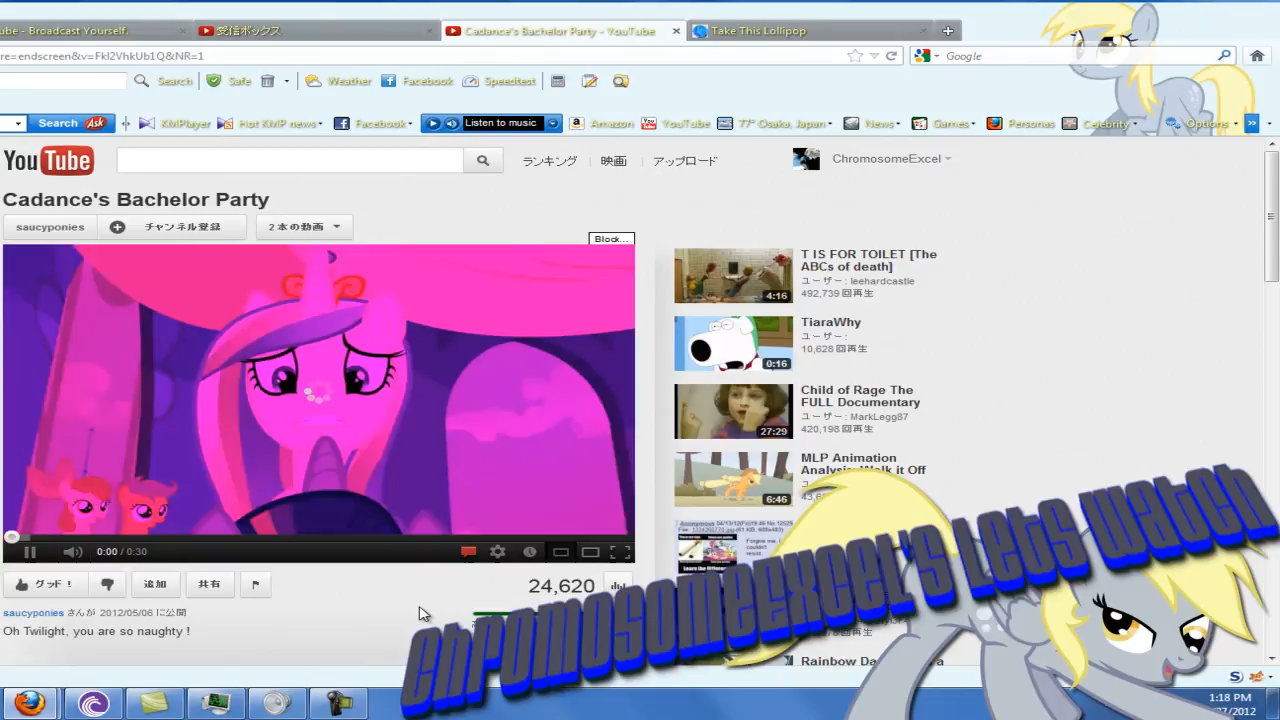 ube - Broadcast Yourself.
受信ボックス
Cadance's Bachelor Party - YouTube
Take This Lollipop
re=endscreen&v=FkI2VhkUb1Q&NR=1
Google
Search
Safe
Weather
Facebook
Speedtest
Search Ask
KMPlayer
Hot KMP news
Facebook
Listen to music
Amazon
YouTube
77° Osaku, Japan
News
Games
Personas
Celebrity
Options
YouTube
ランキング
映画
アップロード
ChromosomeExcel
Cadance's Bachelor Party
saucyponies
チャンネル登録
2 本の動画
Block...
T IS FOR TOILET [The
ABCs of death]
ユーザー: leehardcastle
492,739 回再生
4:16
TiaraWhy
ユーザー:
10,628 回再生
0:16
Child of Rage The
FULL Documentary
ユーザー: MarkLegg87
420,198 回再生
27:29
MLP Animation
Analysis: Walk it Off
6:46
0:00 / 0:30
グッド！
追加
共有
24,620
saucyponies さんが 2012/05/06 に公開
Oh Twilight, you are so naughty !
ChromosomeExcel's Lets Watch
Rainbow Da
1:18 PM
/2012